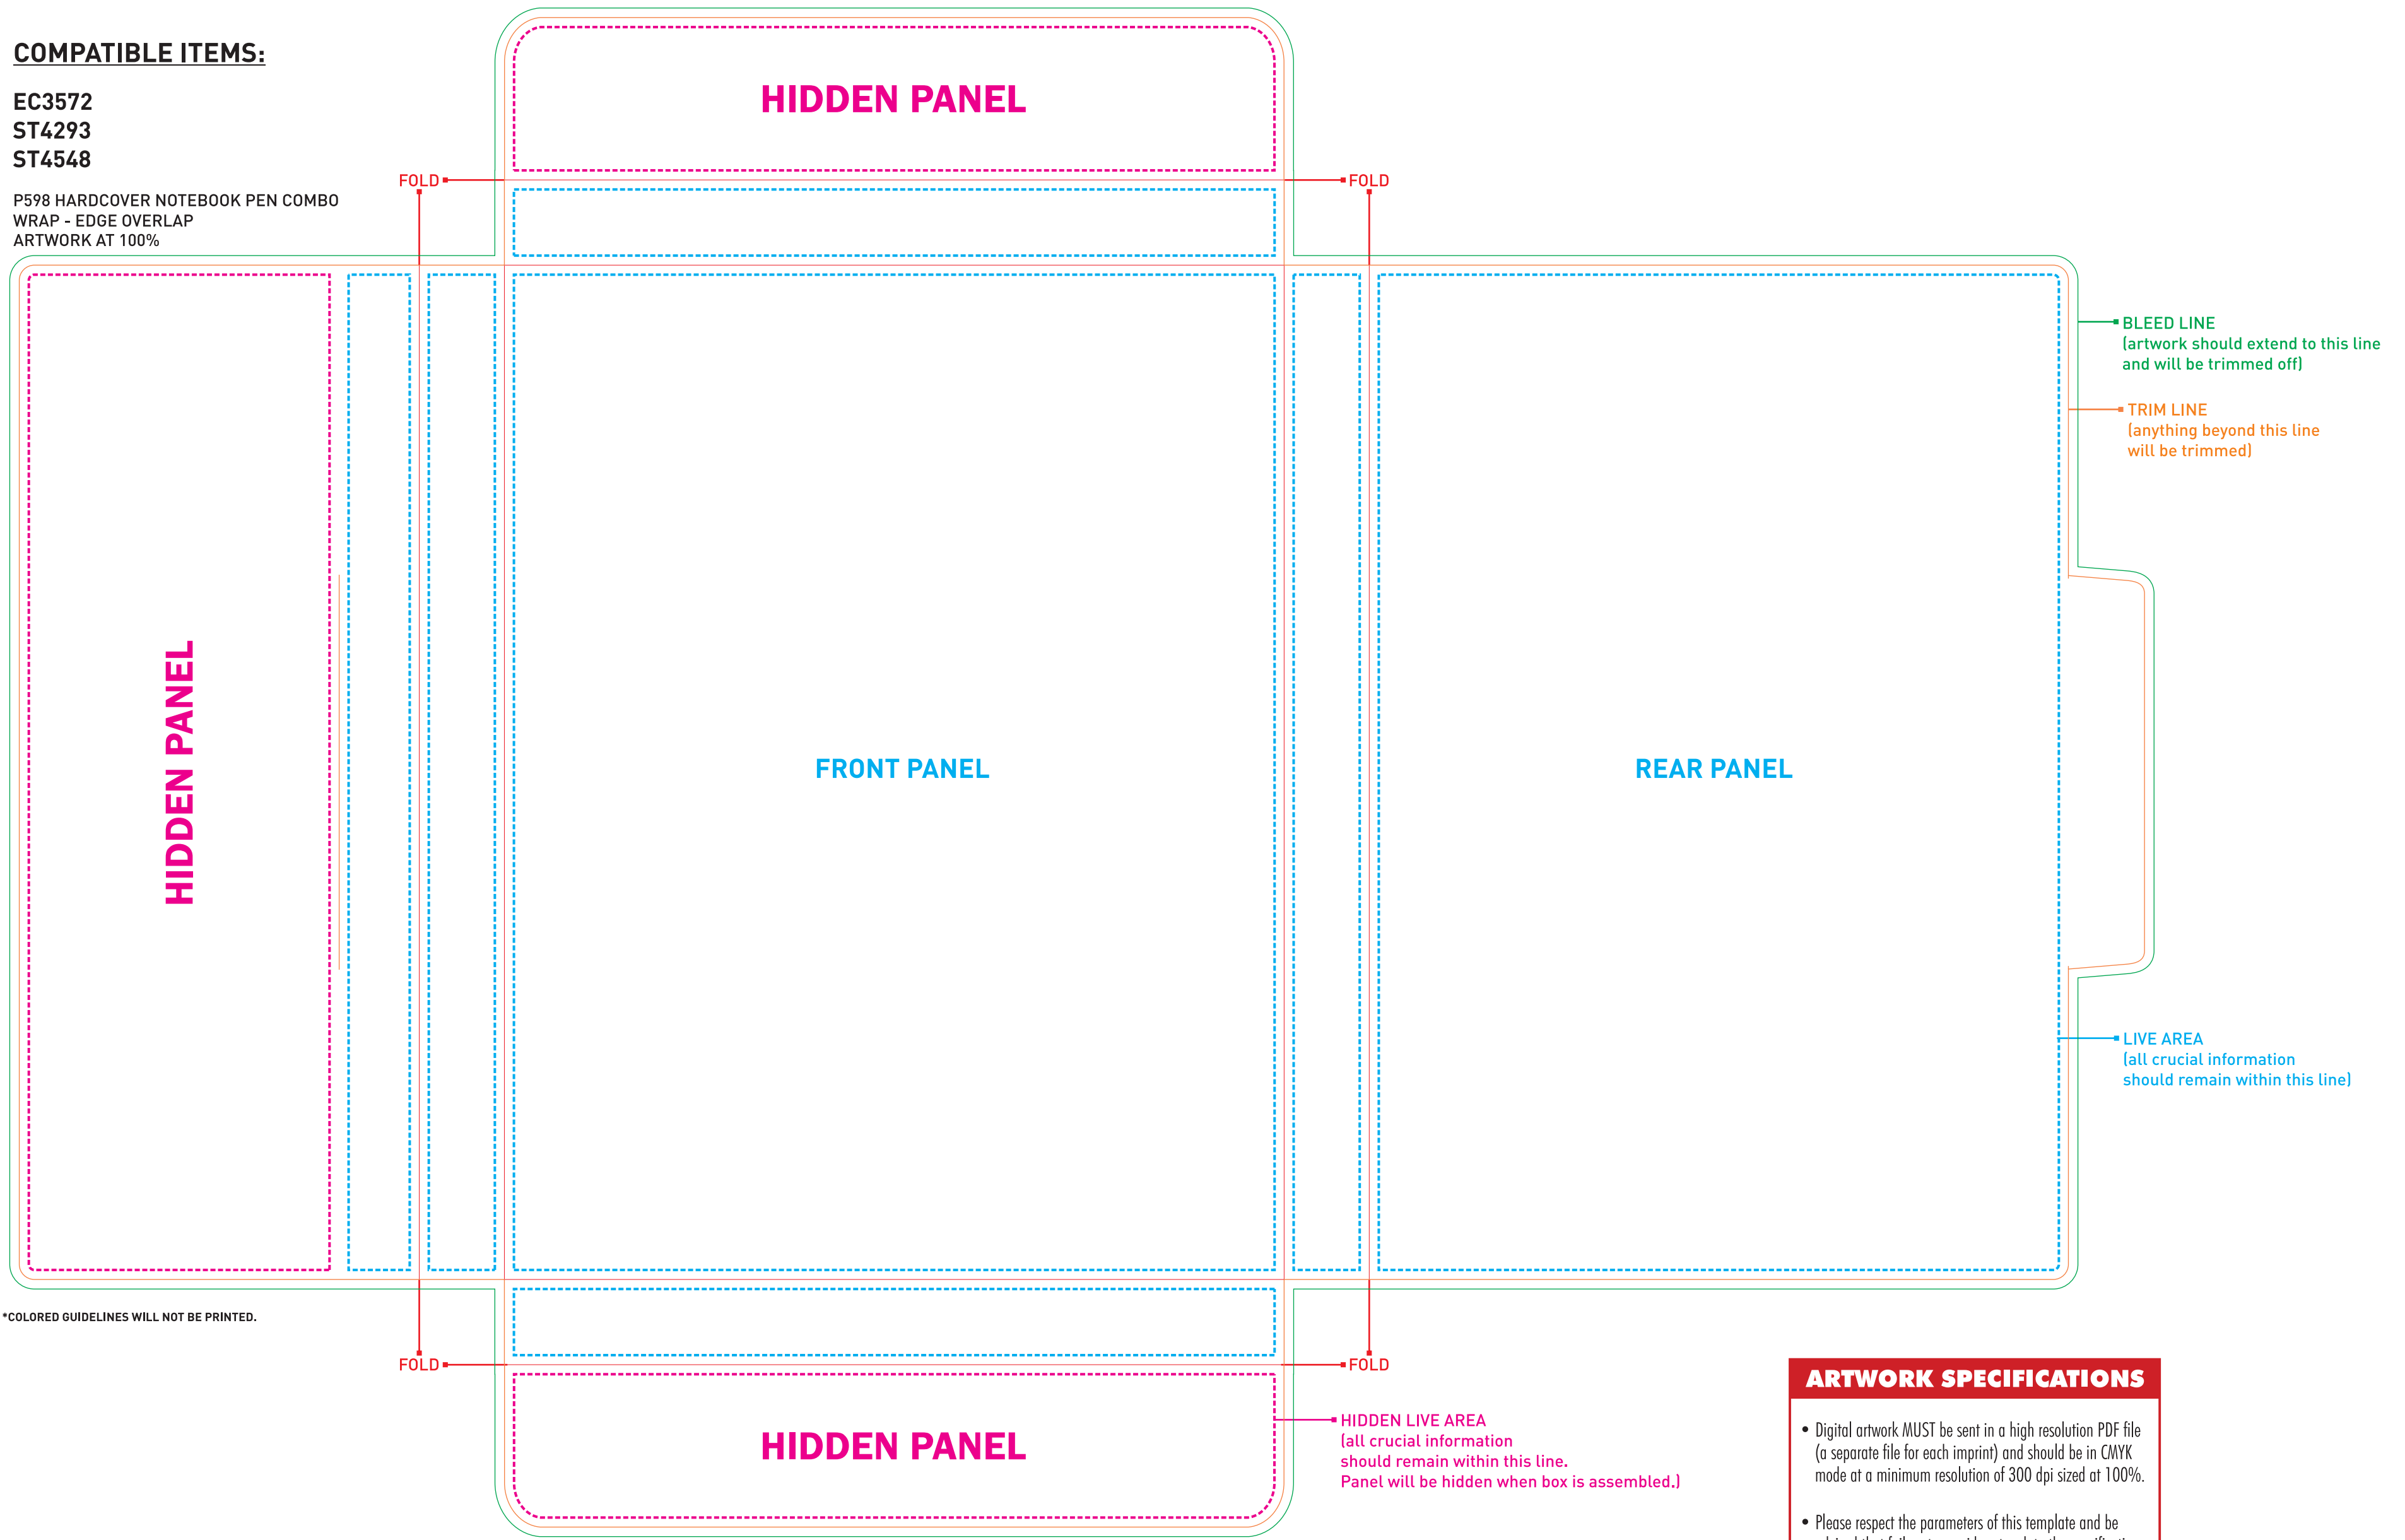 COMPATIBLE ITEMS:
EC3572
ST4293
ST4548
P598 HARDCOVER NOTEBOOK PEN COMBO
WRAP - EDGE OVERLAP
ARTWORK AT 100%
HIDDEN PANEL
FOLD
FOLD
HIDDEN PANEL
FRONT PANEL
REAR PANEL
BLEED LINE
(artwork should extend to this line
and will be trimmed off)
TRIM LINE
(anything beyond this line
will be trimmed)
LIVE AREA
(all crucial information
should remain within this line)
*COLORED GUIDELINES WILL NOT BE PRINTED.
FOLD
FOLD
HIDDEN PANEL
HIDDEN LIVE AREA
(all crucial information
should remain within this line.
Panel will be hidden when box is assembled.)
ARTWORK SPECIFICATIONS
• Digital artwork MUST be sent in a high resolution PDF file
(a separate file for each imprint) and should be in CMYK
mode at a minimum resolution of 300 dpi sized at 100%.
• Please respect the parameters of this template and be